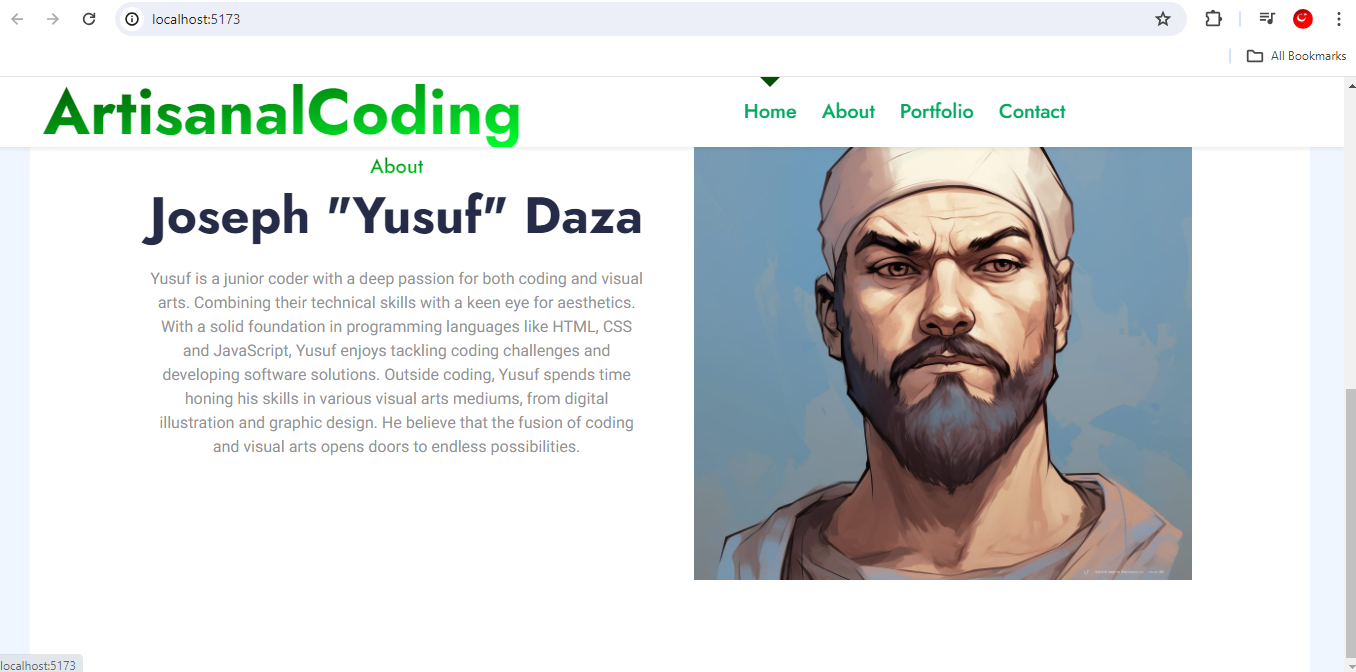 localhost:5173
All Bookmarks
ArtisanalCoding
Home About Portfolio Contact
About
Joseph "Yusuf" Daza
Yusuf is a junior coder with a deep passion for both coding and visual
arts. Combining their technical skills with a keen eye for aesthetics.
With a solid foundation in programming languages like HTML, CSS
and JavaScript, Yusuf enjoys tackling coding challenges and
developing software solutions. Outside coding, Yusuf spends time
honing his skills in various visual arts mediums, from digital
illustration and graphic design. He believe that the fusion of coding
and visual arts opens doors to endless possibilities.
localhost:5173